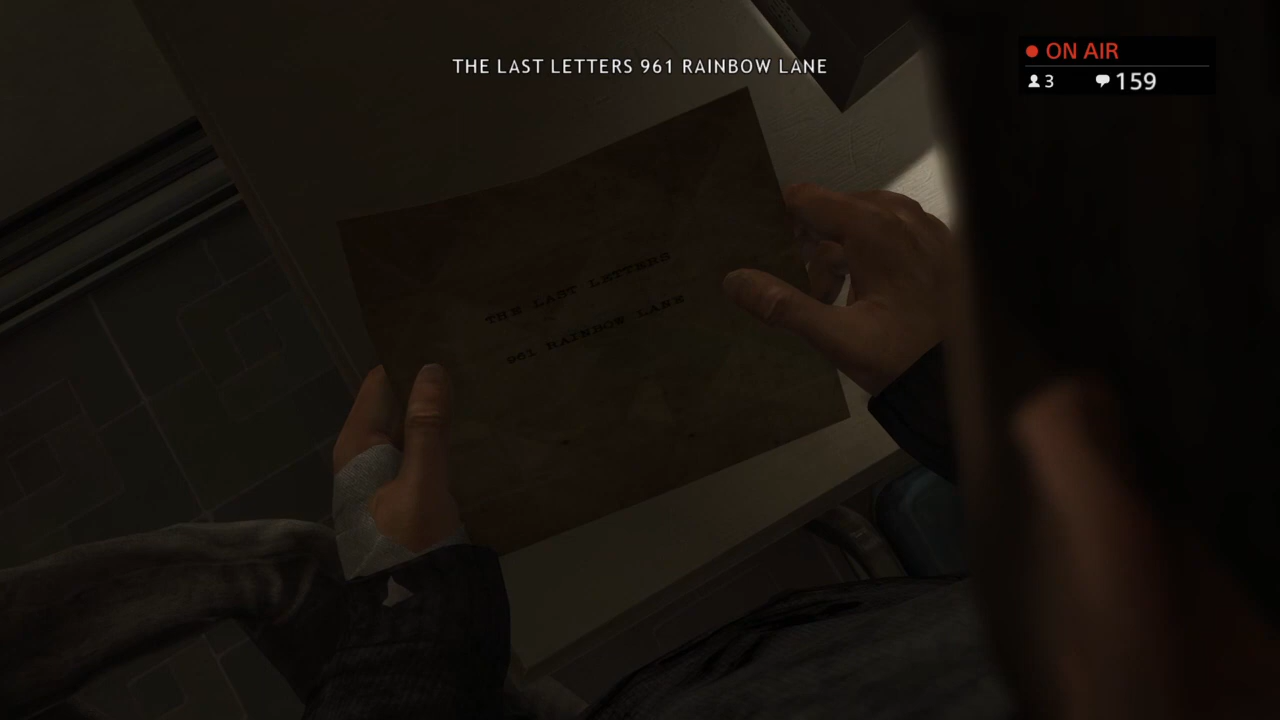 THE LAST LETTERS 961 RAINBOW LANE
ON AIR
3 159
THE LAST LETTERS
961 RAINBOW LANE